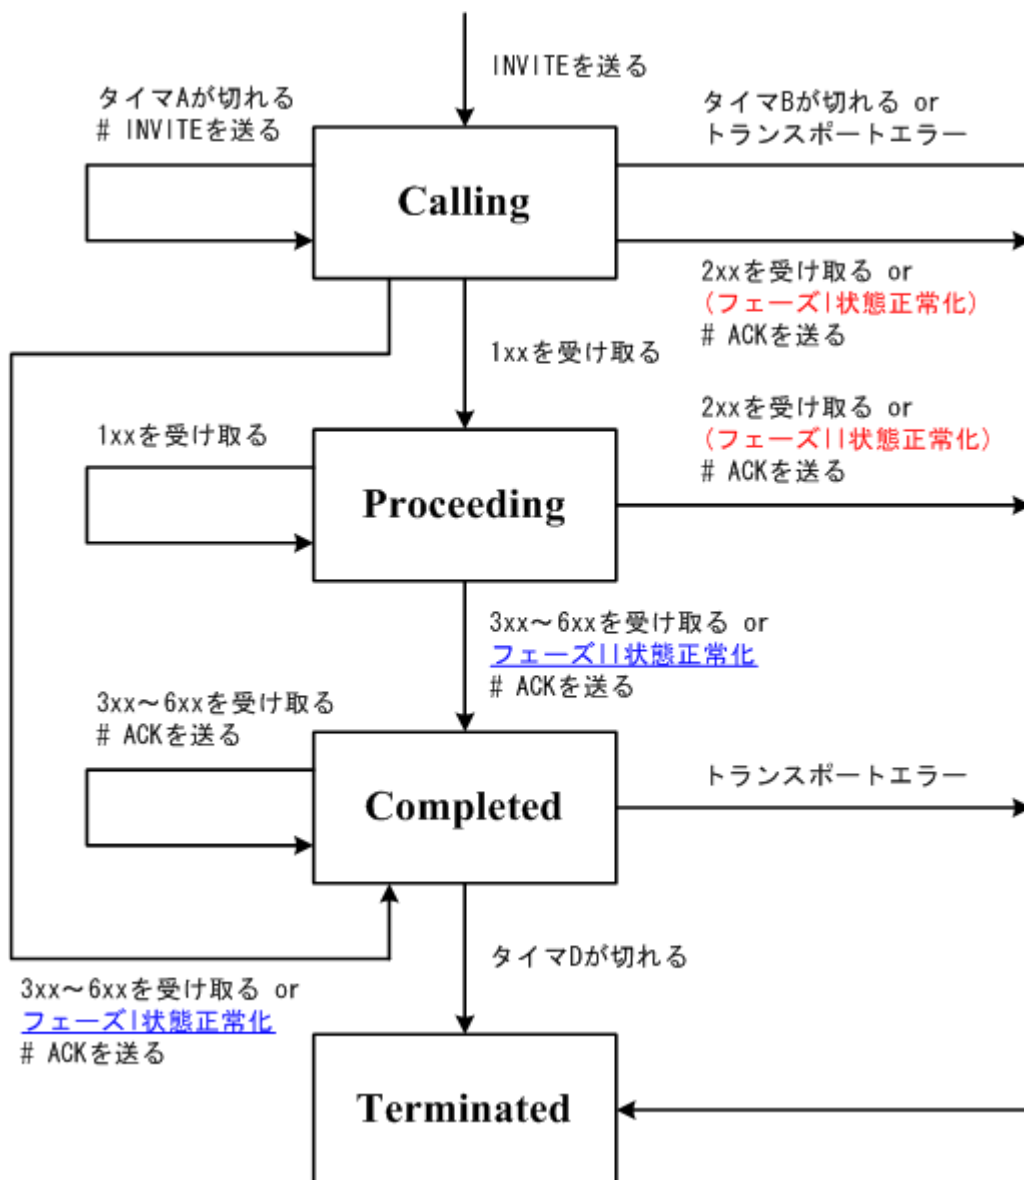 INVITEを送る
タイマAが切れる
# INVITEを送る
タイマBが切れる or
トランスポートエラー
Calling
2xxを受け取る or
(フェーズI状態正常化)
# ACKを送る
1xxを受け取る
2xxを受け取る or
(フェーズII状態正常化)
# ACKを送る
1xxを受け取る
Proceeding
3xx～6xxを受け取る or
フェーズII状態正常化
# ACKを送る
3xx～6xxを受け取る
# ACKを送る
トランスポートエラー
Completed
タイマDが切れる
3xx～6xxを受け取る or
フェーズI状態正常化
# ACKを送る
Terminated